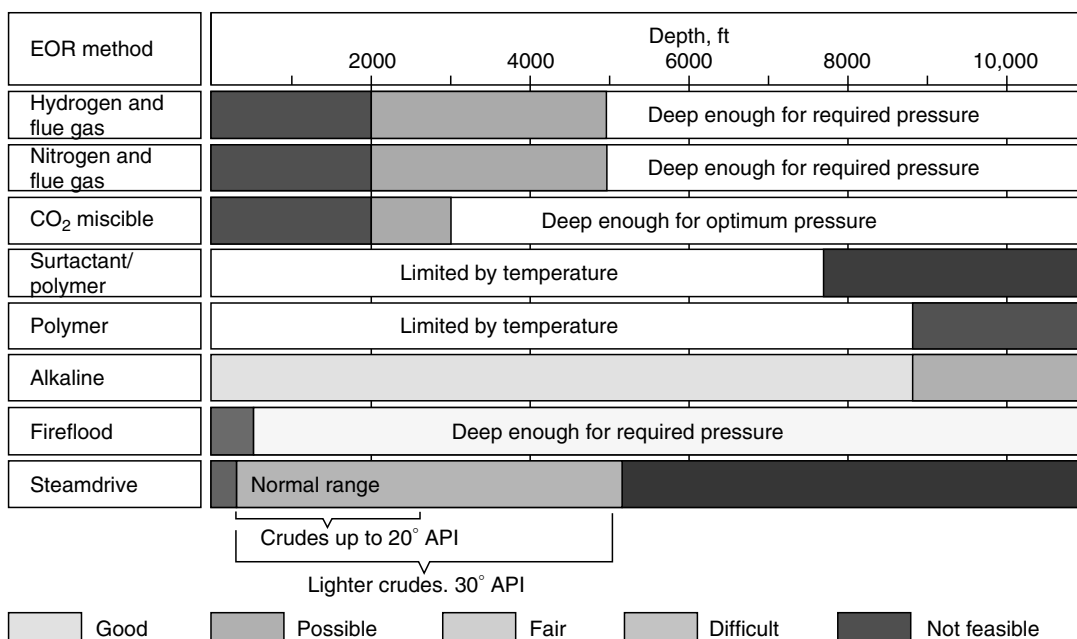 EOR method
Depth, ft
2000 4000 6000 8000 10,000
Hydrogen and
flue gas
Deep enough for required pressure
Nitrogen and
flue gas
Deep enough for required pressure
CO₂ miscible
Deep enough for optimum pressure
Surtactant/
polymer
Limited by temperature
Polymer
Limited by temperature
Alkaline
Fireflood
Deep enough for required pressure
Steamdrive
Normal range
Crudes up to 20° API
Lighter crudes. 30° API
Good Possible Fair Difficult Not feasible